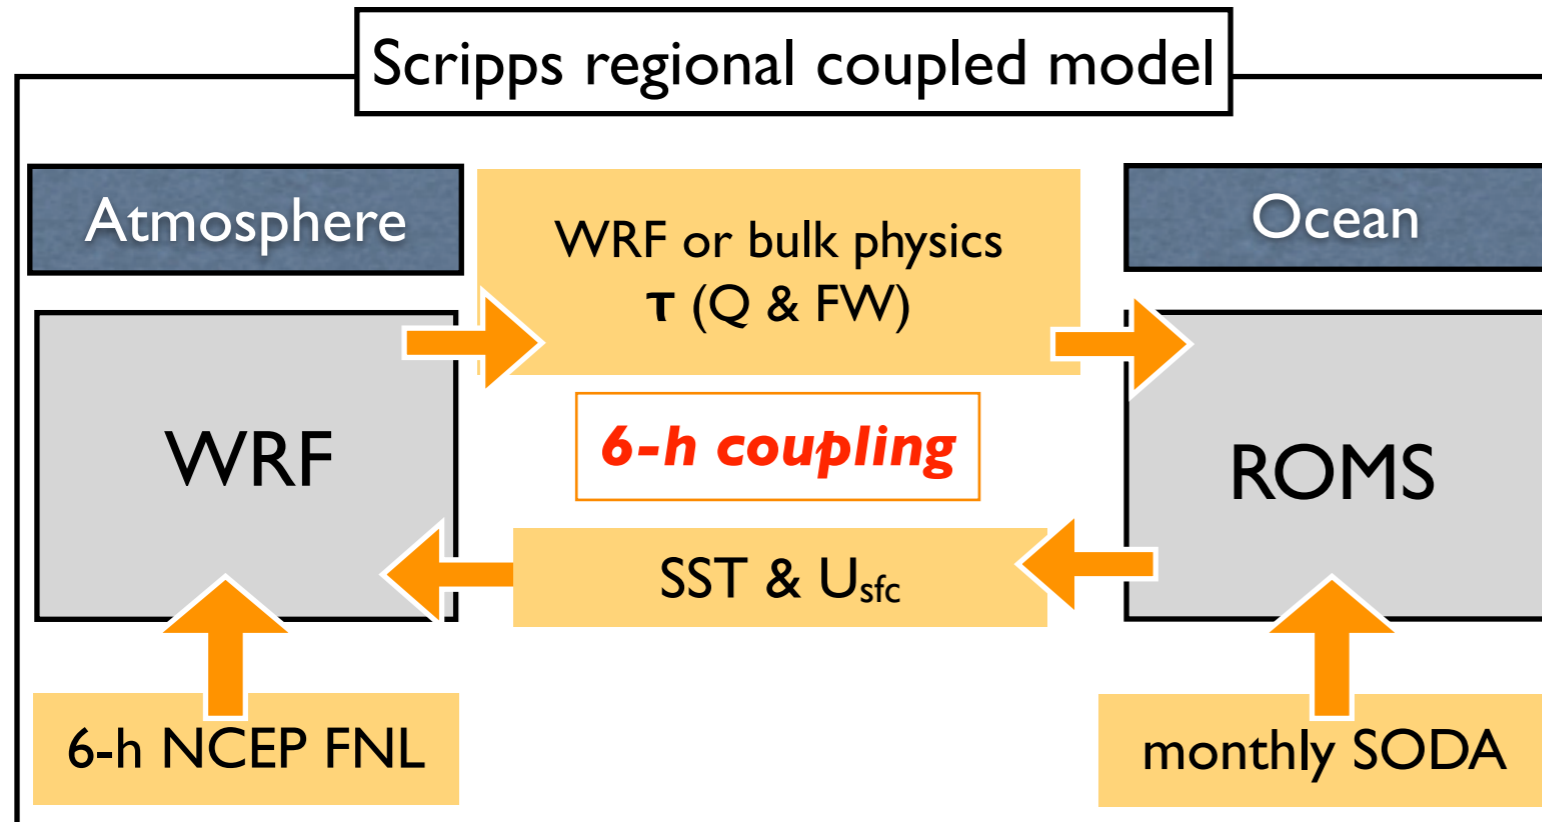 Scripps regional coupled model
Atmosphere
WRF or bulk physics
τ (Q & FW)
Ocean
WRF
6-h coupling
ROMS
SST & Usfc
6-h NCEP FNL
monthly SODA